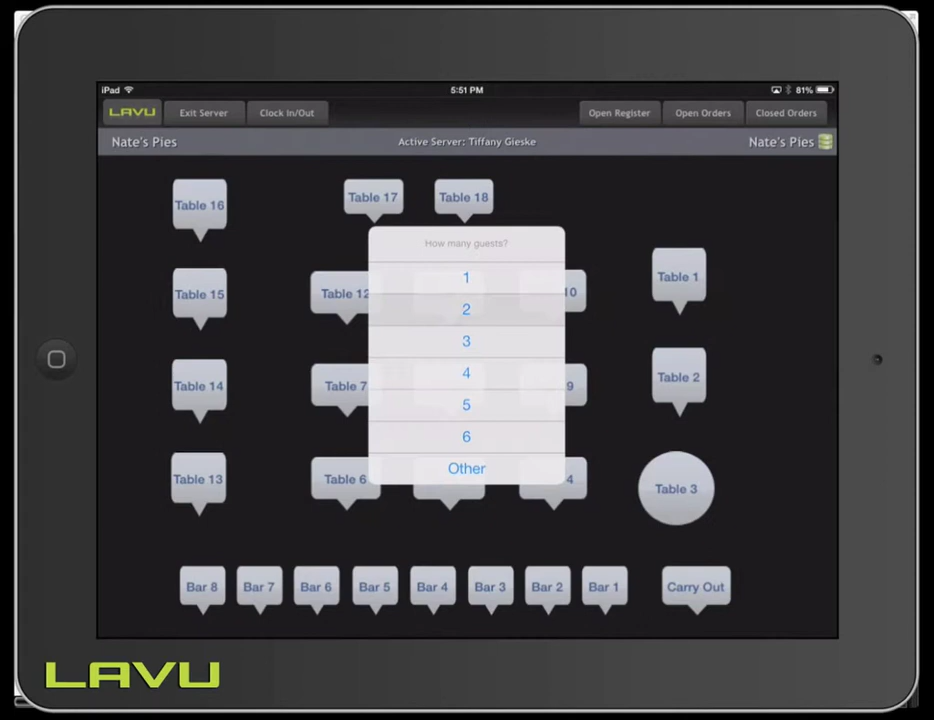 iPad
5:51 PM
81%
LAVU
Exit Server
Clock In/Out
Open Register
Open Orders
Closed Orders
Nate's Pies
Active Server: Tiffany Gieske
Nate's Pies
Table 16
Table 17
Table 18
How many guests?
1
2
3
4
5
6
Other
Table 15
Table 12
10
Table 1
Table 14
Table 7
9
Table 2
Table 13
Table 6
4
Table 3
Bar 8
Bar 7
Bar 6
Bar 5
Bar 4
Bar 3
Bar 2
Bar 1
Carry Out
LAVU